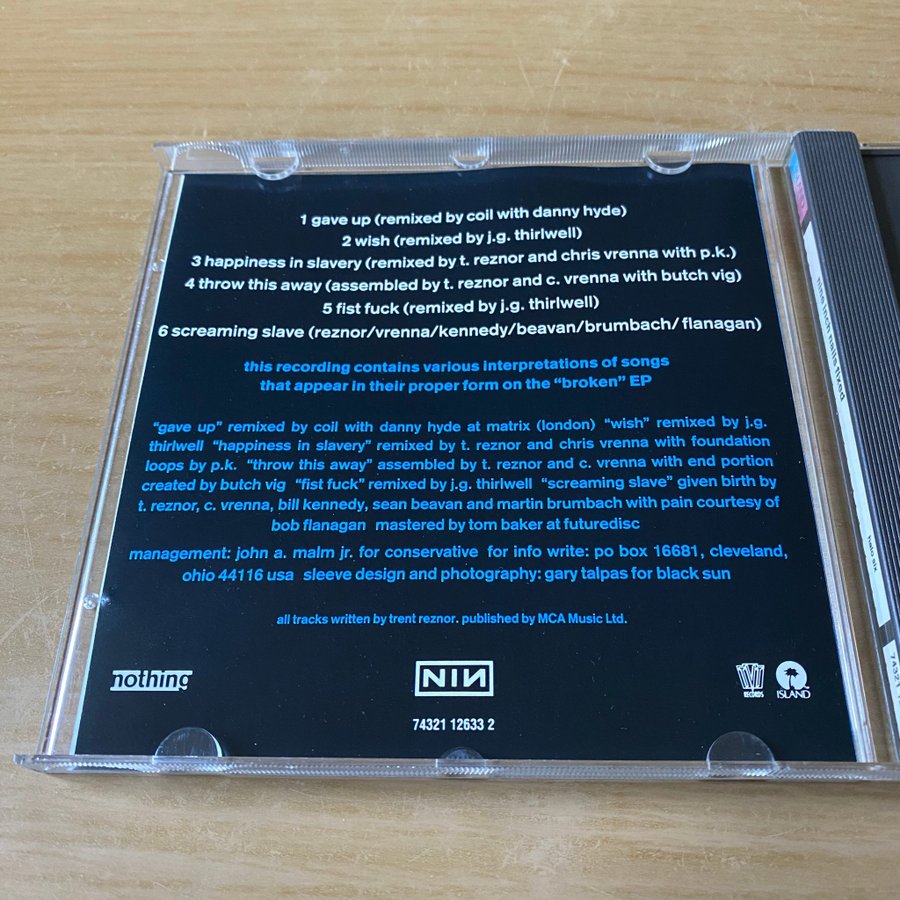 1 gave up (remixed by coil with danny hyde)
2 wish (remixed by j.g. thirlwell)
3 happiness in slavery (remixed by t. reznor and chris vrenna with p.k.)
4 throw this away (assembled by t. reznor and c. vrenna with butch vig)
5 fist fuck (remixed by j.g. thirlwell)
6 screaming slave (reznor/vrenna/kennedy/beavan/brumbach/flanagan)
this recording contains various interpretations of songs
that appear in their proper form on the “broken” EP
“gave up” remixed by coil with danny hyde at matrix (london) “wish” remixed by j.g.
thirlwell “happiness in slavery” remixed by t. reznor and chris vrenna with foundation
loops by p.k. “throw this away” assembled by t. reznor and c. vrenna with end portion
created by butch vig “fist fuck” remixed by j.g. thirlwell “screaming slave” given birth by
t. reznor, c. vrenna, bill kennedy, sean beavan and martin brumbach with pain courtesy of
bob flanagan mastered by tom baker at futuredisc
management: john a. malm jr. for conservative for info write: po box 16681, cleveland,
ohio 44116 usa sleeve design and photography: gary talpas for black sun
all tracks written by trent reznor. published by MCA Music Ltd.
nothing
NIN
TVT RECORDS
ISLAND
74321 12633 2
nine inch nails fixed
halo six
74321